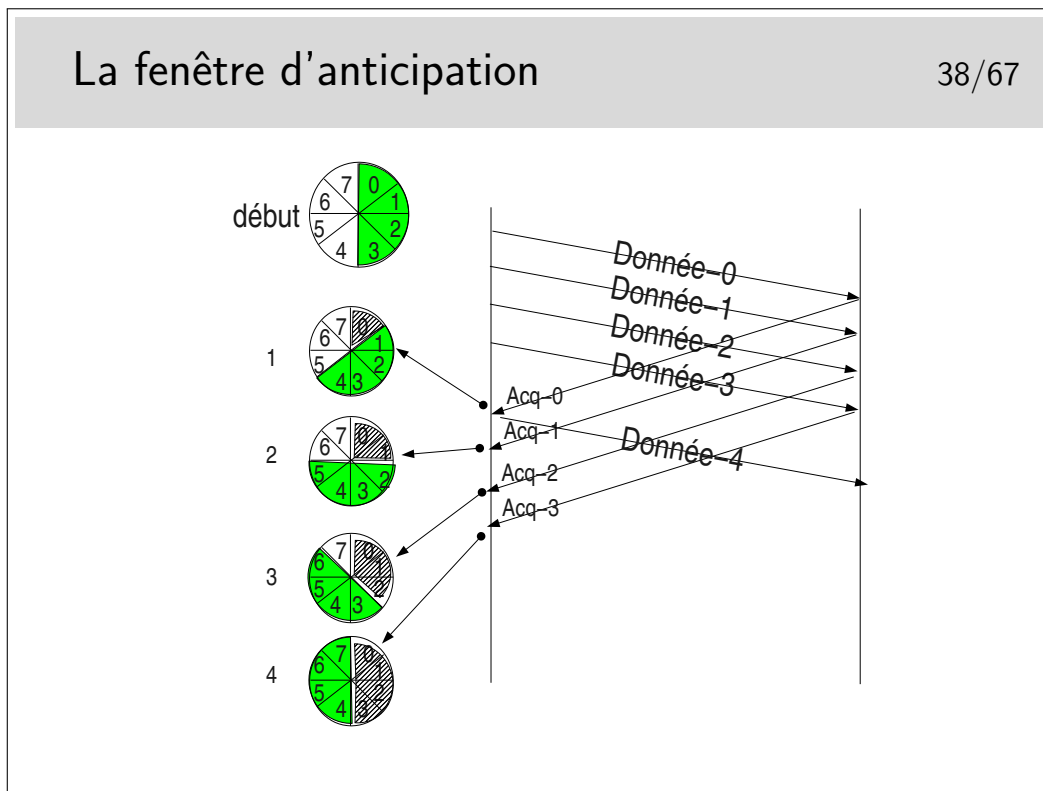 La fenêtre d'anticipation 38/67
début
7 0
6 1
5 2
4 3
Donnée–0
Donnée–1
Donnée–2
Donnée–3
Donnée–4
Acq–0
Acq–1
Acq–2
Acq–3
1
7 0
6 1
5 2
4 3
2
7 0
6 1
5 2
4 3
3
7 0
6 1
5 2
4 3
4
7 0
6 1
5 2
4 3